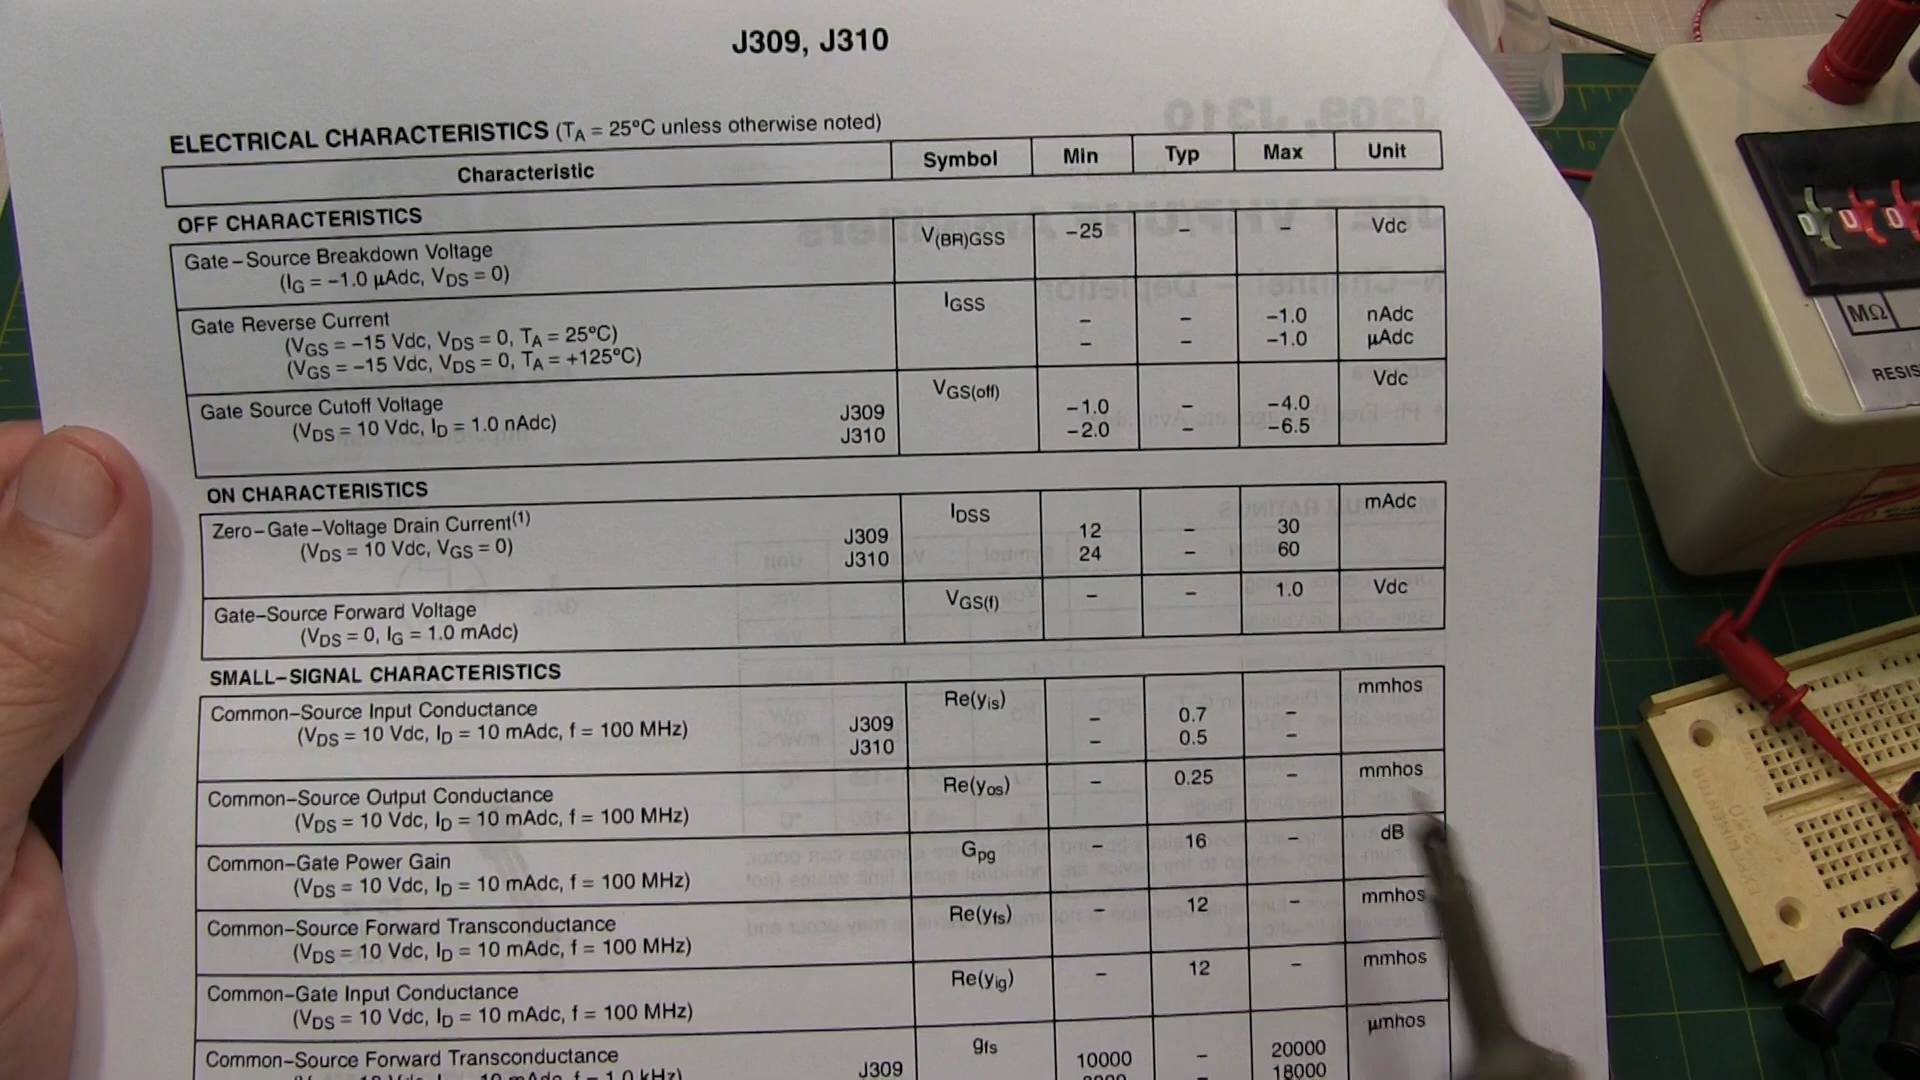 J309, J310
ELECTRICAL CHARACTERISTICS (TA = 25°C unless otherwise noted)
Characteristic Symbol Min Typ Max Unit
OFF CHARACTERISTICS
Gate–Source Breakdown Voltage V(BR)GSS −25 – – Vdc
(IG = −1.0 µAdc, VDS = 0)
Gate Reverse Current IGSS
(VGS = −15 Vdc, VDS = 0, TA = 25°C) – – −1.0 nAdc
(VGS = −15 Vdc, VDS = 0, TA = +125°C) – – −1.0 µAdc
Gate Source Cutoff Voltage VGS(off) Vdc
(VDS = 10 Vdc, ID = 1.0 nAdc) J309 −1.0 – −4.0
J310 −2.0 – −6.5
ON CHARACTERISTICS
Zero–Gate–Voltage Drain Current(1) IDSS mAdc
(VDS = 10 Vdc, VGS = 0) J309 12 – 30
J310 24 – 60
Gate–Source Forward Voltage VGS(f) – – 1.0 Vdc
(VDS = 0, IG = 1.0 mAdc)
SMALL–SIGNAL CHARACTERISTICS
Common–Source Input Conductance Re(yis) mmhos
(VDS = 10 Vdc, ID = 10 mAdc, f = 100 MHz) J309 – 0.7 –
J310 – 0.5 –
Common–Source Output Conductance Re(yos) – 0.25 – mmhos
(VDS = 10 Vdc, ID = 10 mAdc, f = 100 MHz)
Common–Gate Power Gain Gpg – 16 – dB
(VDS = 10 Vdc, ID = 10 mAdc, f = 100 MHz)
Common–Source Forward Transconductance Re(yfs) – 12 – mmhos
(VDS = 10 Vdc, ID = 10 mAdc, f = 100 MHz)
Common–Gate Input Conductance Re(yig) – 12 – mmhos
(VDS = 10 Vdc, ID = 10 mAdc, f = 100 MHz)
Common–Source Forward Transconductance gfs µmhos
J309 10000 – 20000
18000
MΩ
RESIS